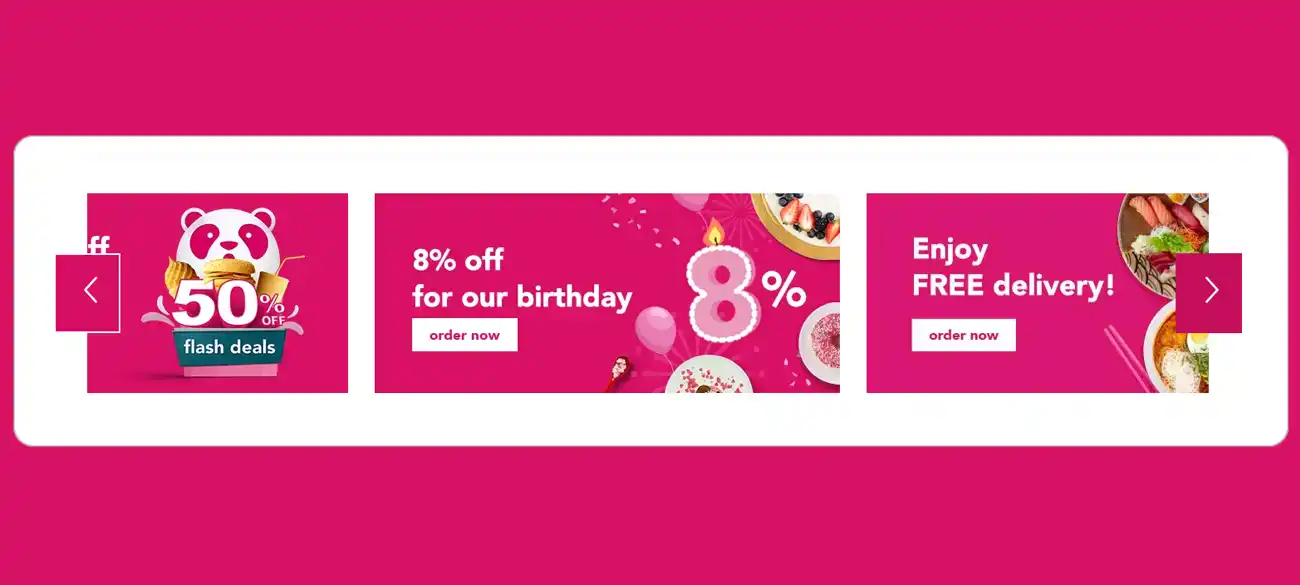 ff
50%
OFF
flash deals
8% off
for our birthday
order now
8%
Enjoy
FREE delivery!
order now